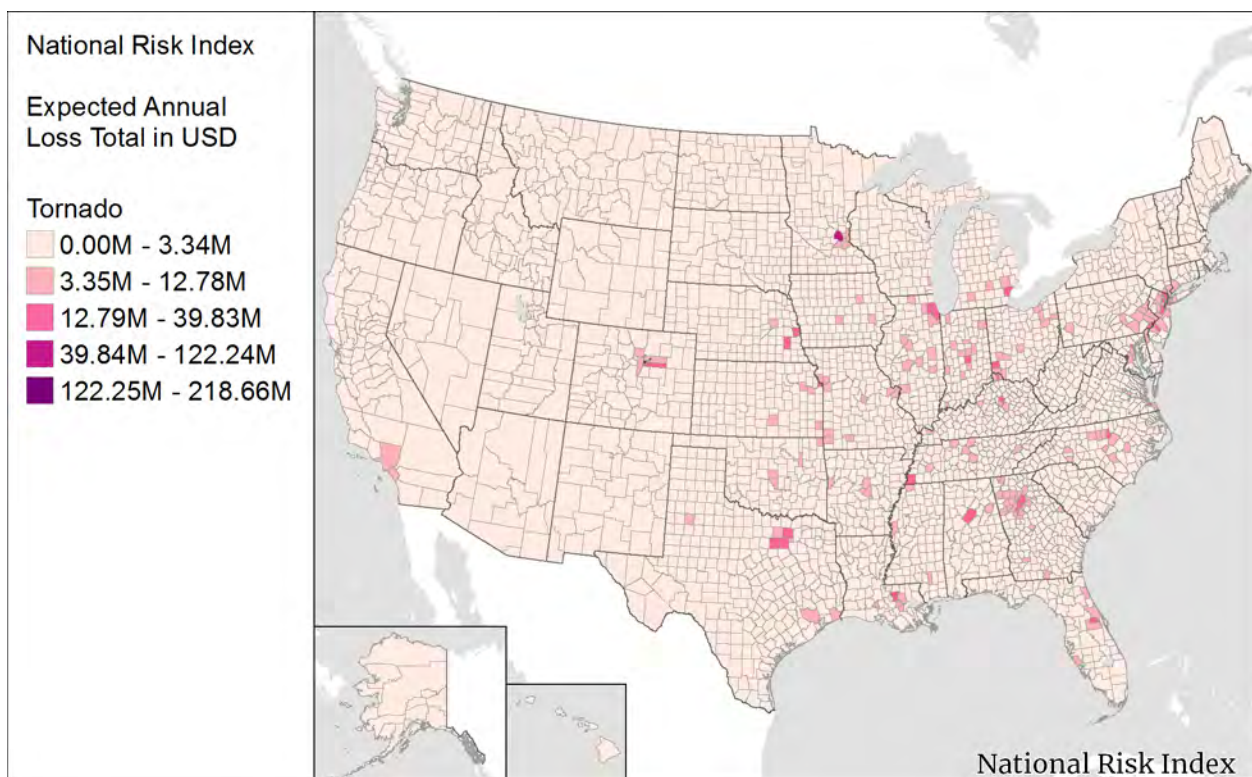 National Risk Index
Expected Annual
Loss Total in USD
Tornado
0.00M - 3.34M
3.35M - 12.78M
12.79M - 39.83M
39.84M - 122.24M
122.25M - 218.66M
National Risk Index